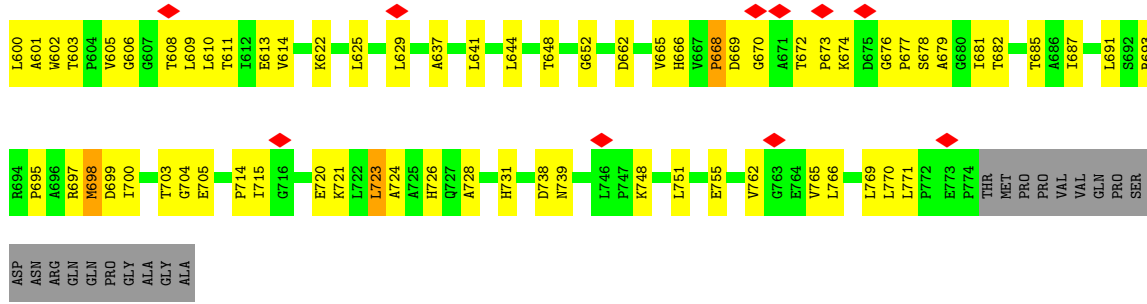 L600 A601 W602 T603 P604 V605 G606 G607 T608 L609 L610 T611 I612 E613 V614 K622 L625 L629 A637 L641 L644 T648 G652 D662 V665 H666 V667 P668 D669 G670 A671 T672 P673 K674 D675 G676 P677 S678 A679 G680 I681 T682 T685 A686 I687 L691 S692
R694 P695 A696 R697 M698 D699 I700 T703 G704 E705 P714 I715 G716 E720 K721 L722 L723 A724 A725 H726 Q727 A728 H731 D738 N739 L746 P747 K748 L751 E755 V762 G763 E764 V765 L766 L769 L770 L771 P772 E773 P774 THR MET PRO PRO VAL VAL GLN PRO SER
ASP ASN ARG GLN GLN PRO GLY ALA GLY ALA